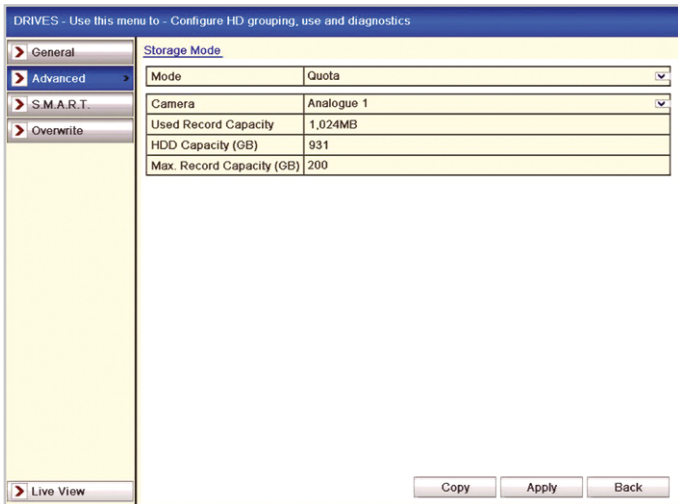 DRIVES - Use this menu to - Configure HD grouping, use and diagnostics
General
Advanced
S.M.A.R.T.
Overwrite
Live View
Storage Mode
Mode Quota
Camera Analogue 1
Used Record Capacity 1,024MB
HDD Capacity (GB) 931
Max. Record Capacity (GB) 200
Copy Apply Back